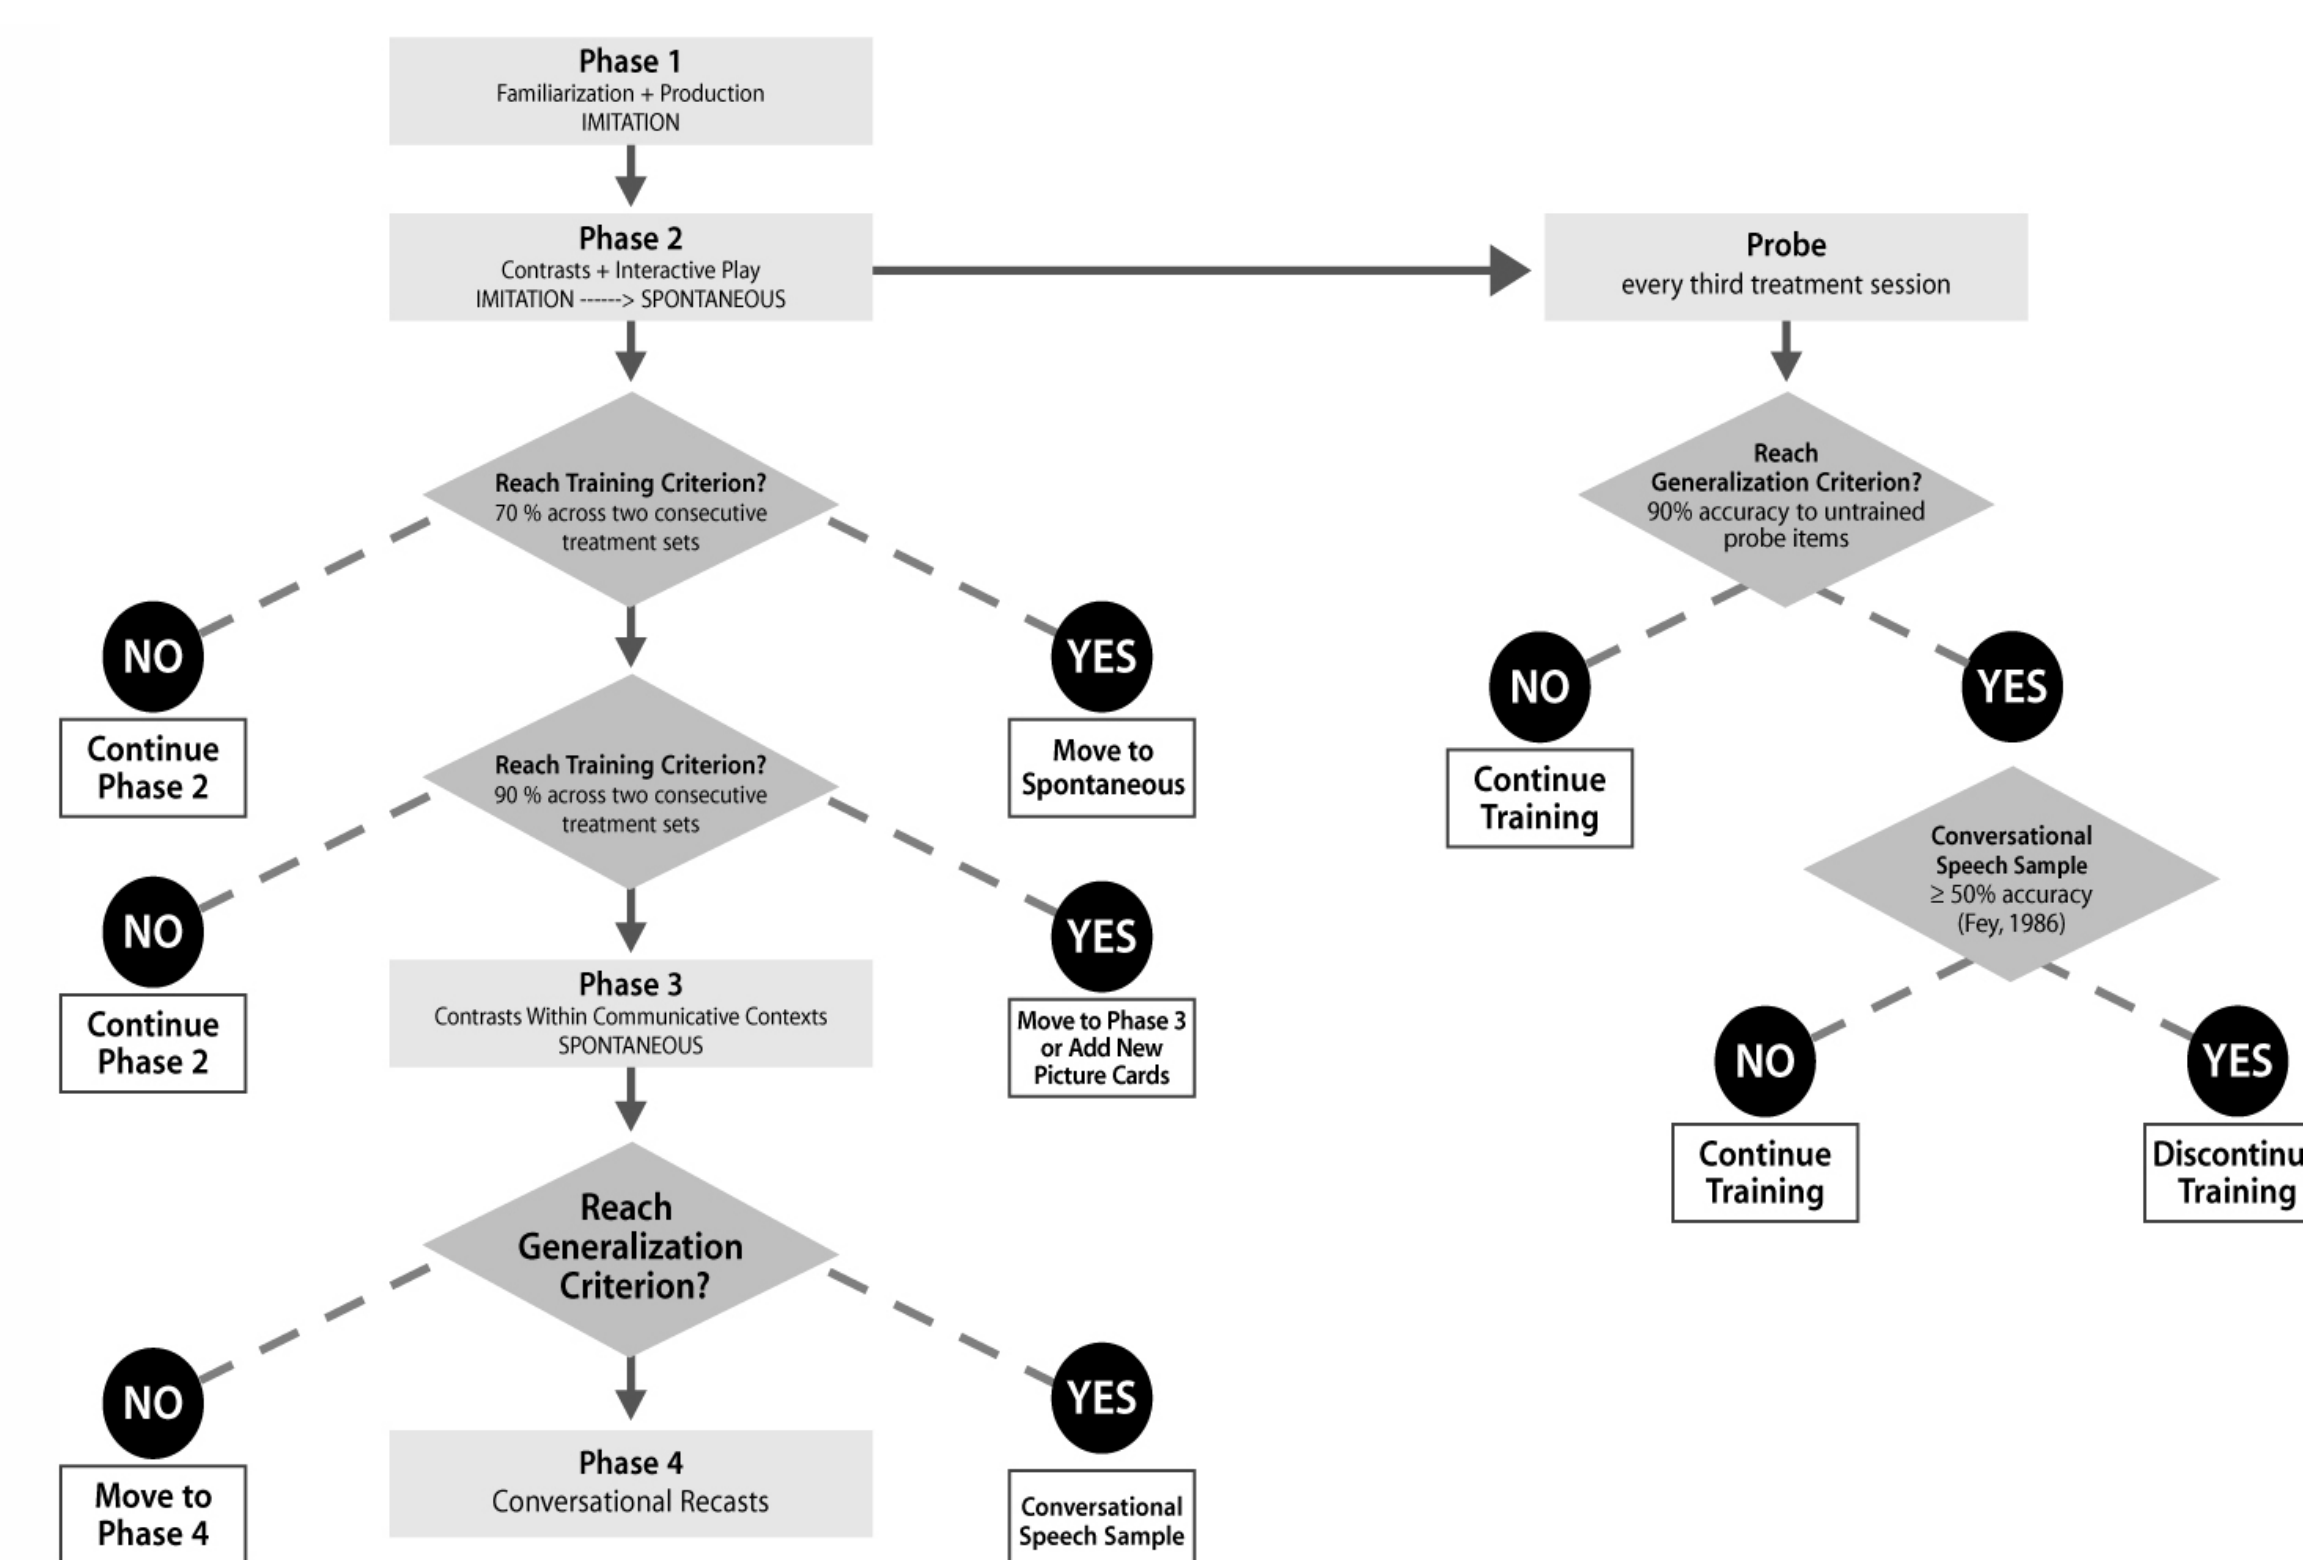 Phase 1
Familiarization + Production
IMITATION
Phase 2
Contrasts + Interactive Play
IMITATION ------> SPONTANEOUS
Probe
every third treatment session
Reach Training Criterion?
70 % across two consecutive
treatment sets
Reach
Generalization Criterion?
90% accuracy to untrained
probe items
NO
Continue
Phase 2
YES
Move to
Spontaneous
NO
Continue
Training
YES
Reach Training Criterion?
90 % across two consecutive
treatment sets
Conversational
Speech Sample
≥ 50% accuracy
(Fey, 1986)
NO
Continue
Phase 2
YES
Move to Phase 3
or Add New
Picture Cards
NO
Continue
Training
YES
Discontinu
Training
Phase 3
Contrasts Within Communicative Contexts
SPONTANEOUS
Reach
Generalization
Criterion?
NO
Move to
Phase 4
YES
Conversational
Speech Sample
Phase 4
Conversational Recasts